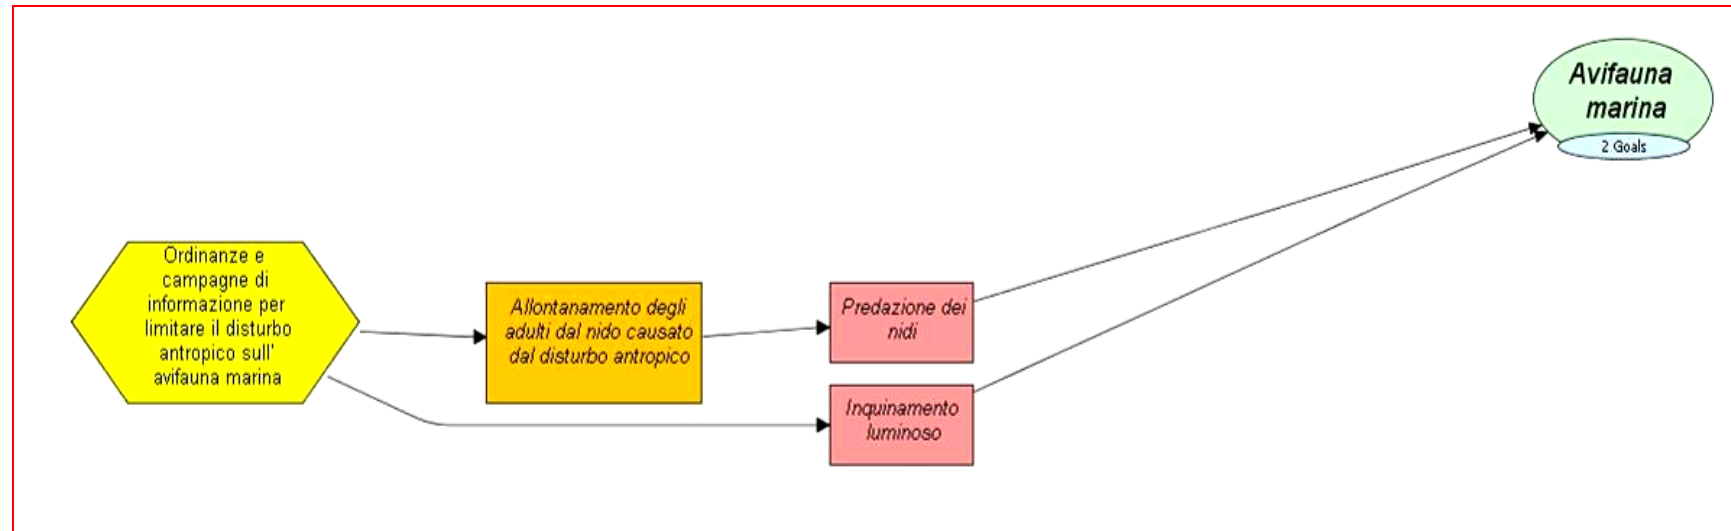 Avifauna
marina
2 Goals
Ordinanze e
campagne di
informazione per
limitare il disturbo
antropico sull'
avifauna marina
Allontanamento degli
adulti dal nido causato
dal disturbo antropico
Predazione dei
nidi
Inquinamento
luminoso